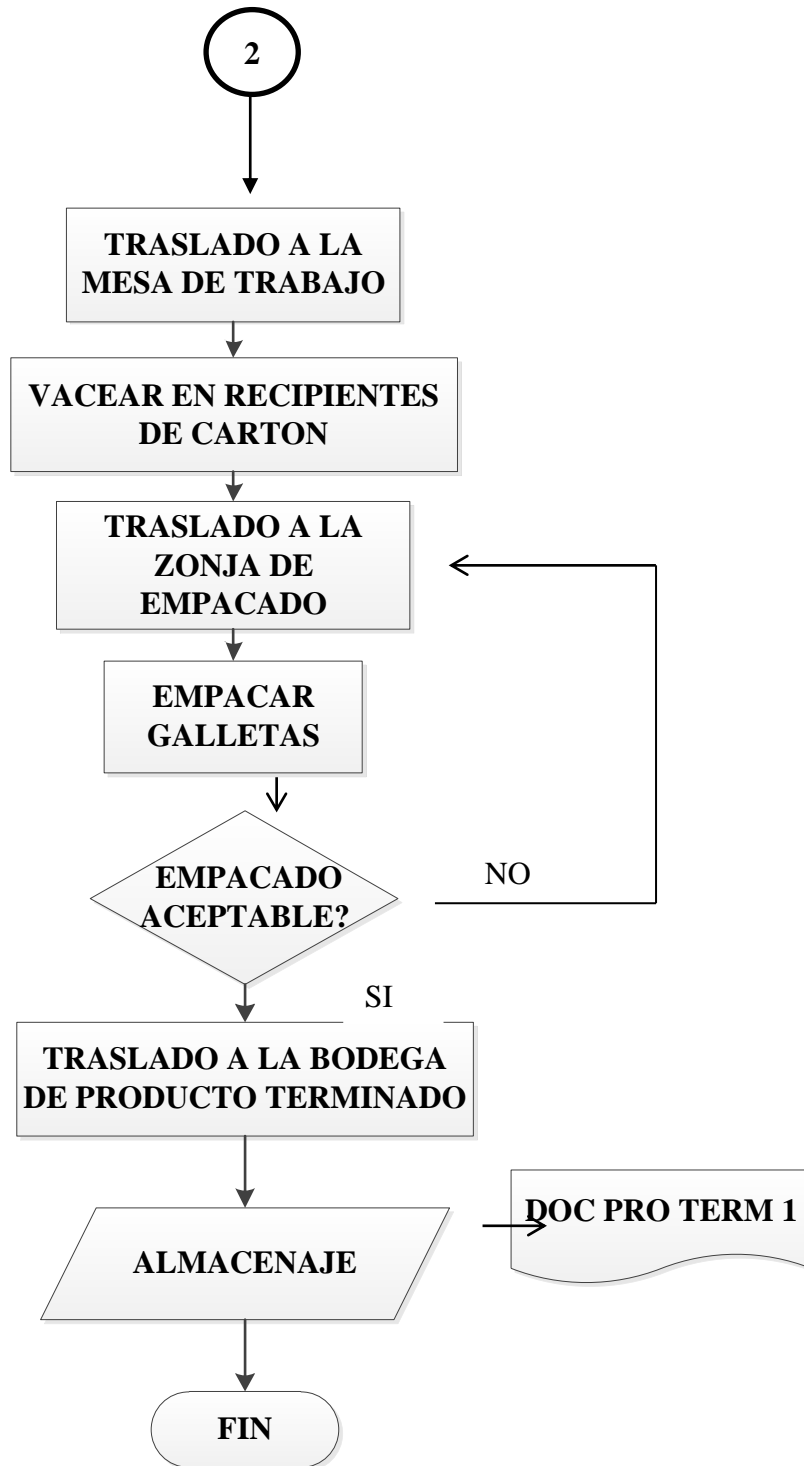 2
TRASLADO A LA
MESA DE TRABAJO
VACEAR EN RECIPIENTES
DE CARTON
TRASLADO A LA
ZONJA DE
EMPACADO
EMPACAR
GALLETAS
EMPACADO
ACEPTABLE?
NO
SI
TRASLADO A LA BODEGA
DE PRODUCTO TERMINADO
DOC PRO TERM 1
ALMACENAJE
FIN